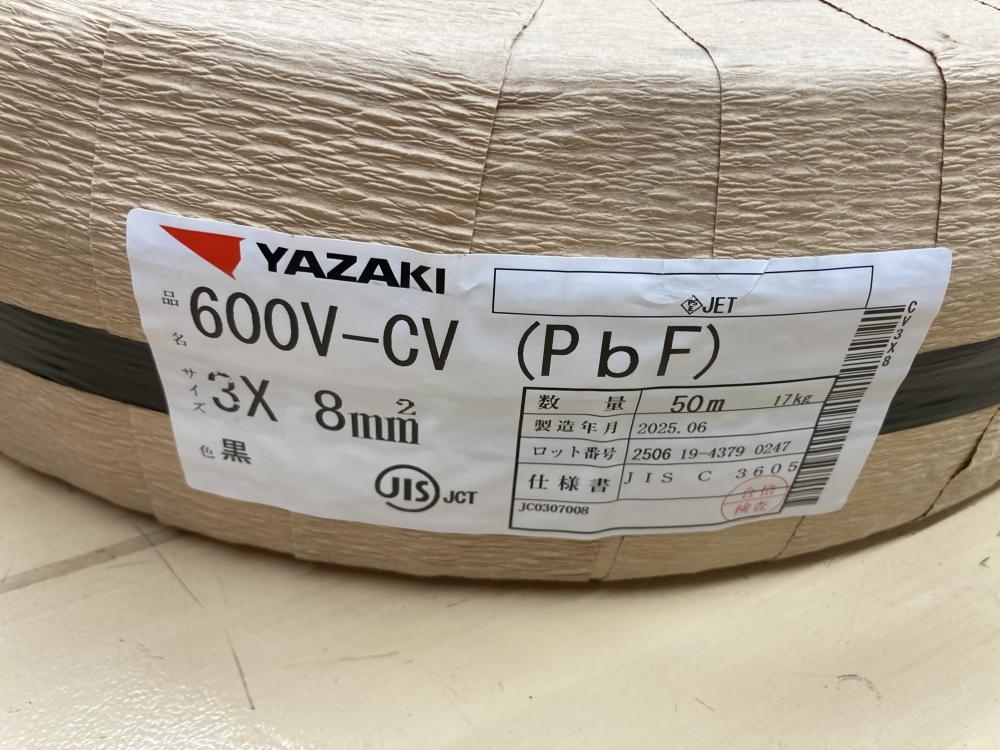 YAZAKI
PS E JET
品名 600V-CV (PbF)
サイズ 3X 8mm²
色 黒
JIS JCT
数量 50m 17kg
製造年月 2025.06
ロット番号 2506 19-4379 0247
仕様書 JIS C 3605
JC0307008
合格
検査
CV3X8